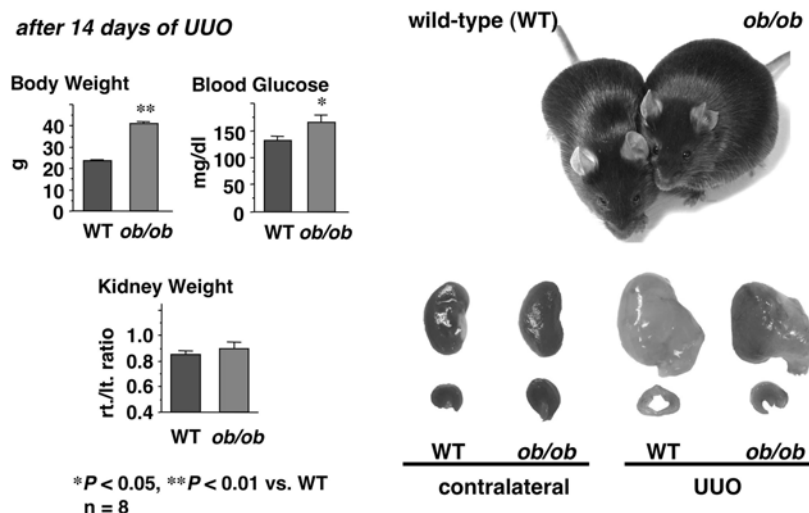 after 14 days of UUO
wild-type (WT) ob/ob
Body Weight
g
40
30
20
10
0
**
WT ob/ob
Blood Glucose
mg/dl
150
100
50
0
*
WT ob/ob
Kidney Weight
rt./lt. ratio
1.0
0.8
0.6
0.4
WT ob/ob
*P < 0.05, **P < 0.01 vs. WT
n = 8
WT ob/ob WT ob/ob
contralateral UUO